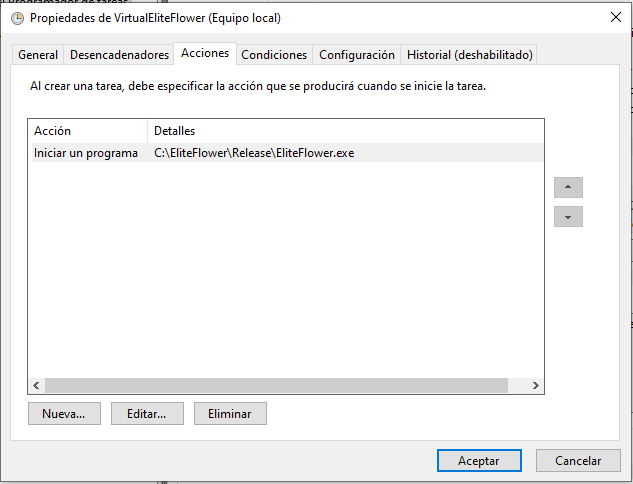 Propiedades de VirtualEliteFlower (Equipo local)
General Desencadenadores Acciones Condiciones Configuración Historial (deshabilitado)
Al crear una tarea, debe especificar la acción que se producirá cuando se inicie la tarea.
Acción Detalles
Iniciar un programa C:\EliteFlower\Release\EliteFlower.exe
Nueva... Editar... Eliminar
Aceptar Cancelar